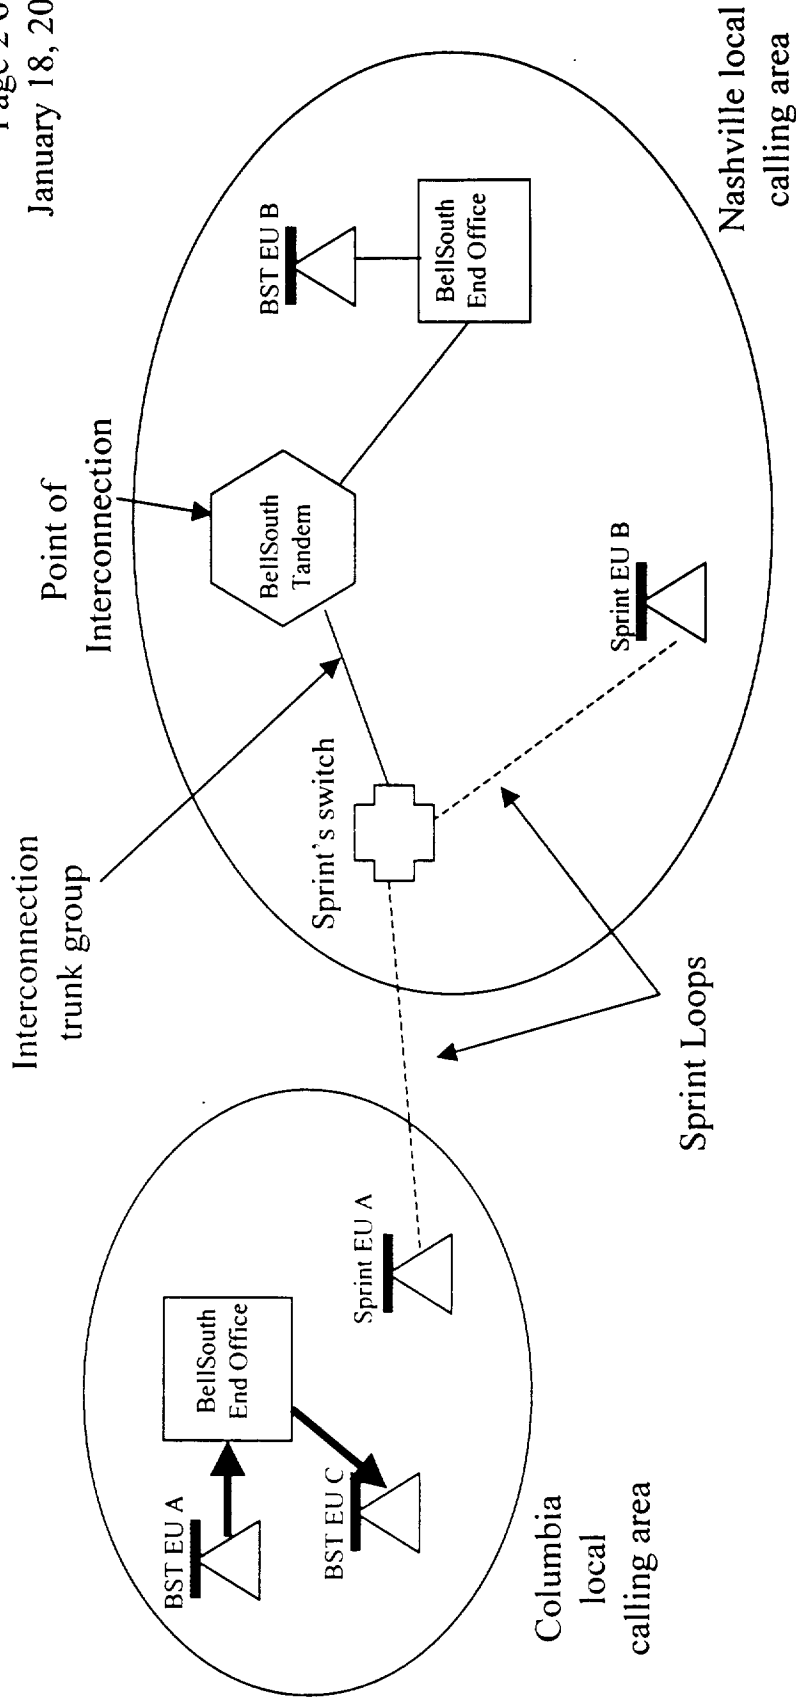 January 18, 20
Interconnection
trunk group
Point of
Interconnection
BST EU A
BellSouth
End Office
BST EU C
Sprint EU A
Sprint's switch
BellSouth
Tandem
BST EU B
BellSouth
End Office
Sprint EU B
Columbia
local
calling area
Sprint Loops
Nashville local
calling area